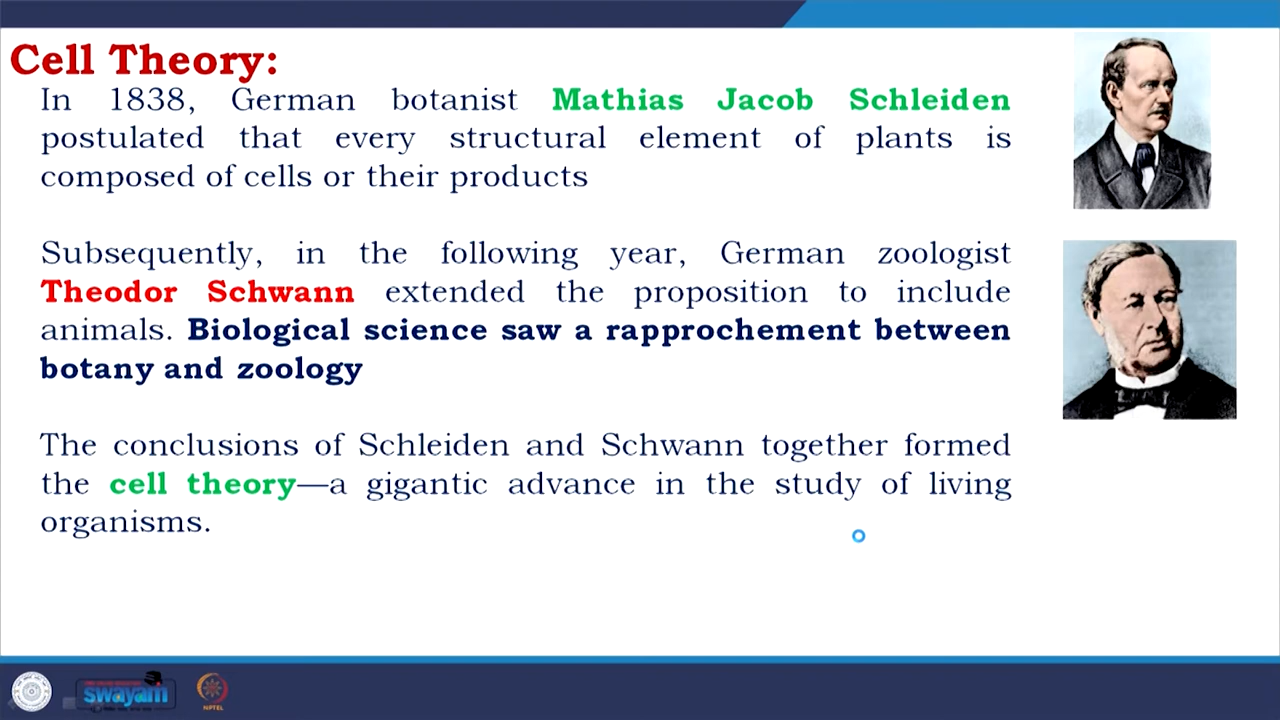 Cell Theory:
In 1838, German botanist Mathias Jacob Schleiden
postulated that every structural element of plants is
composed of cells or their products
Subsequently, in the following year, German zoologist
Theodor Schwann extended the proposition to include
animals. Biological science saw a rapprochement between
botany and zoology
The conclusions of Schleiden and Schwann together formed
the cell theory—a gigantic advance in the study of living
organisms.
swayam
NPTEL